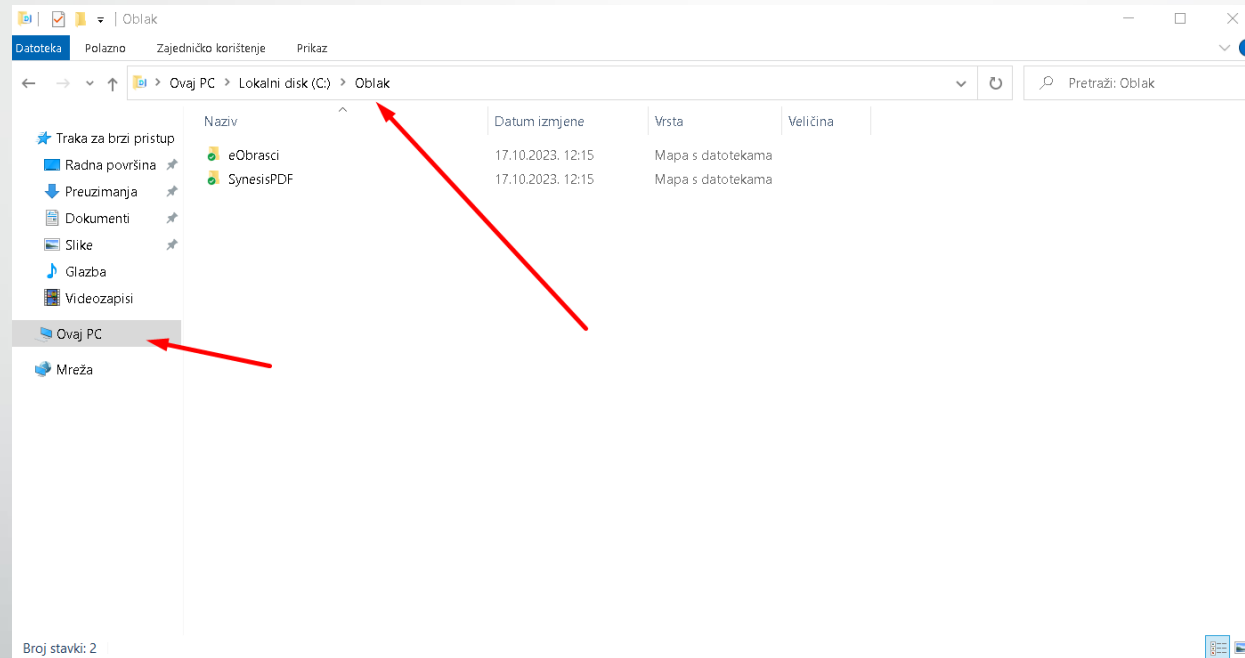 Oblak
Datoteka Polazno Zajedničko korištenje Prikaz
Ovaj PC > Lokalni disk (C:) > Oblak
Pretraži: Oblak
Naziv Datum izmjene Vrsta Veličina
Traka za brzi pristup
Radna površina
Preuzimanja
Dokumenti
Slike
Glazba
Videozapisi
Ovaj PC
Mreža
eObrasci 17.10.2023. 12:15 Mapa s datotekama
SynesisPDF 17.10.2023. 12:15 Mapa s datotekama
Broj stavki: 2